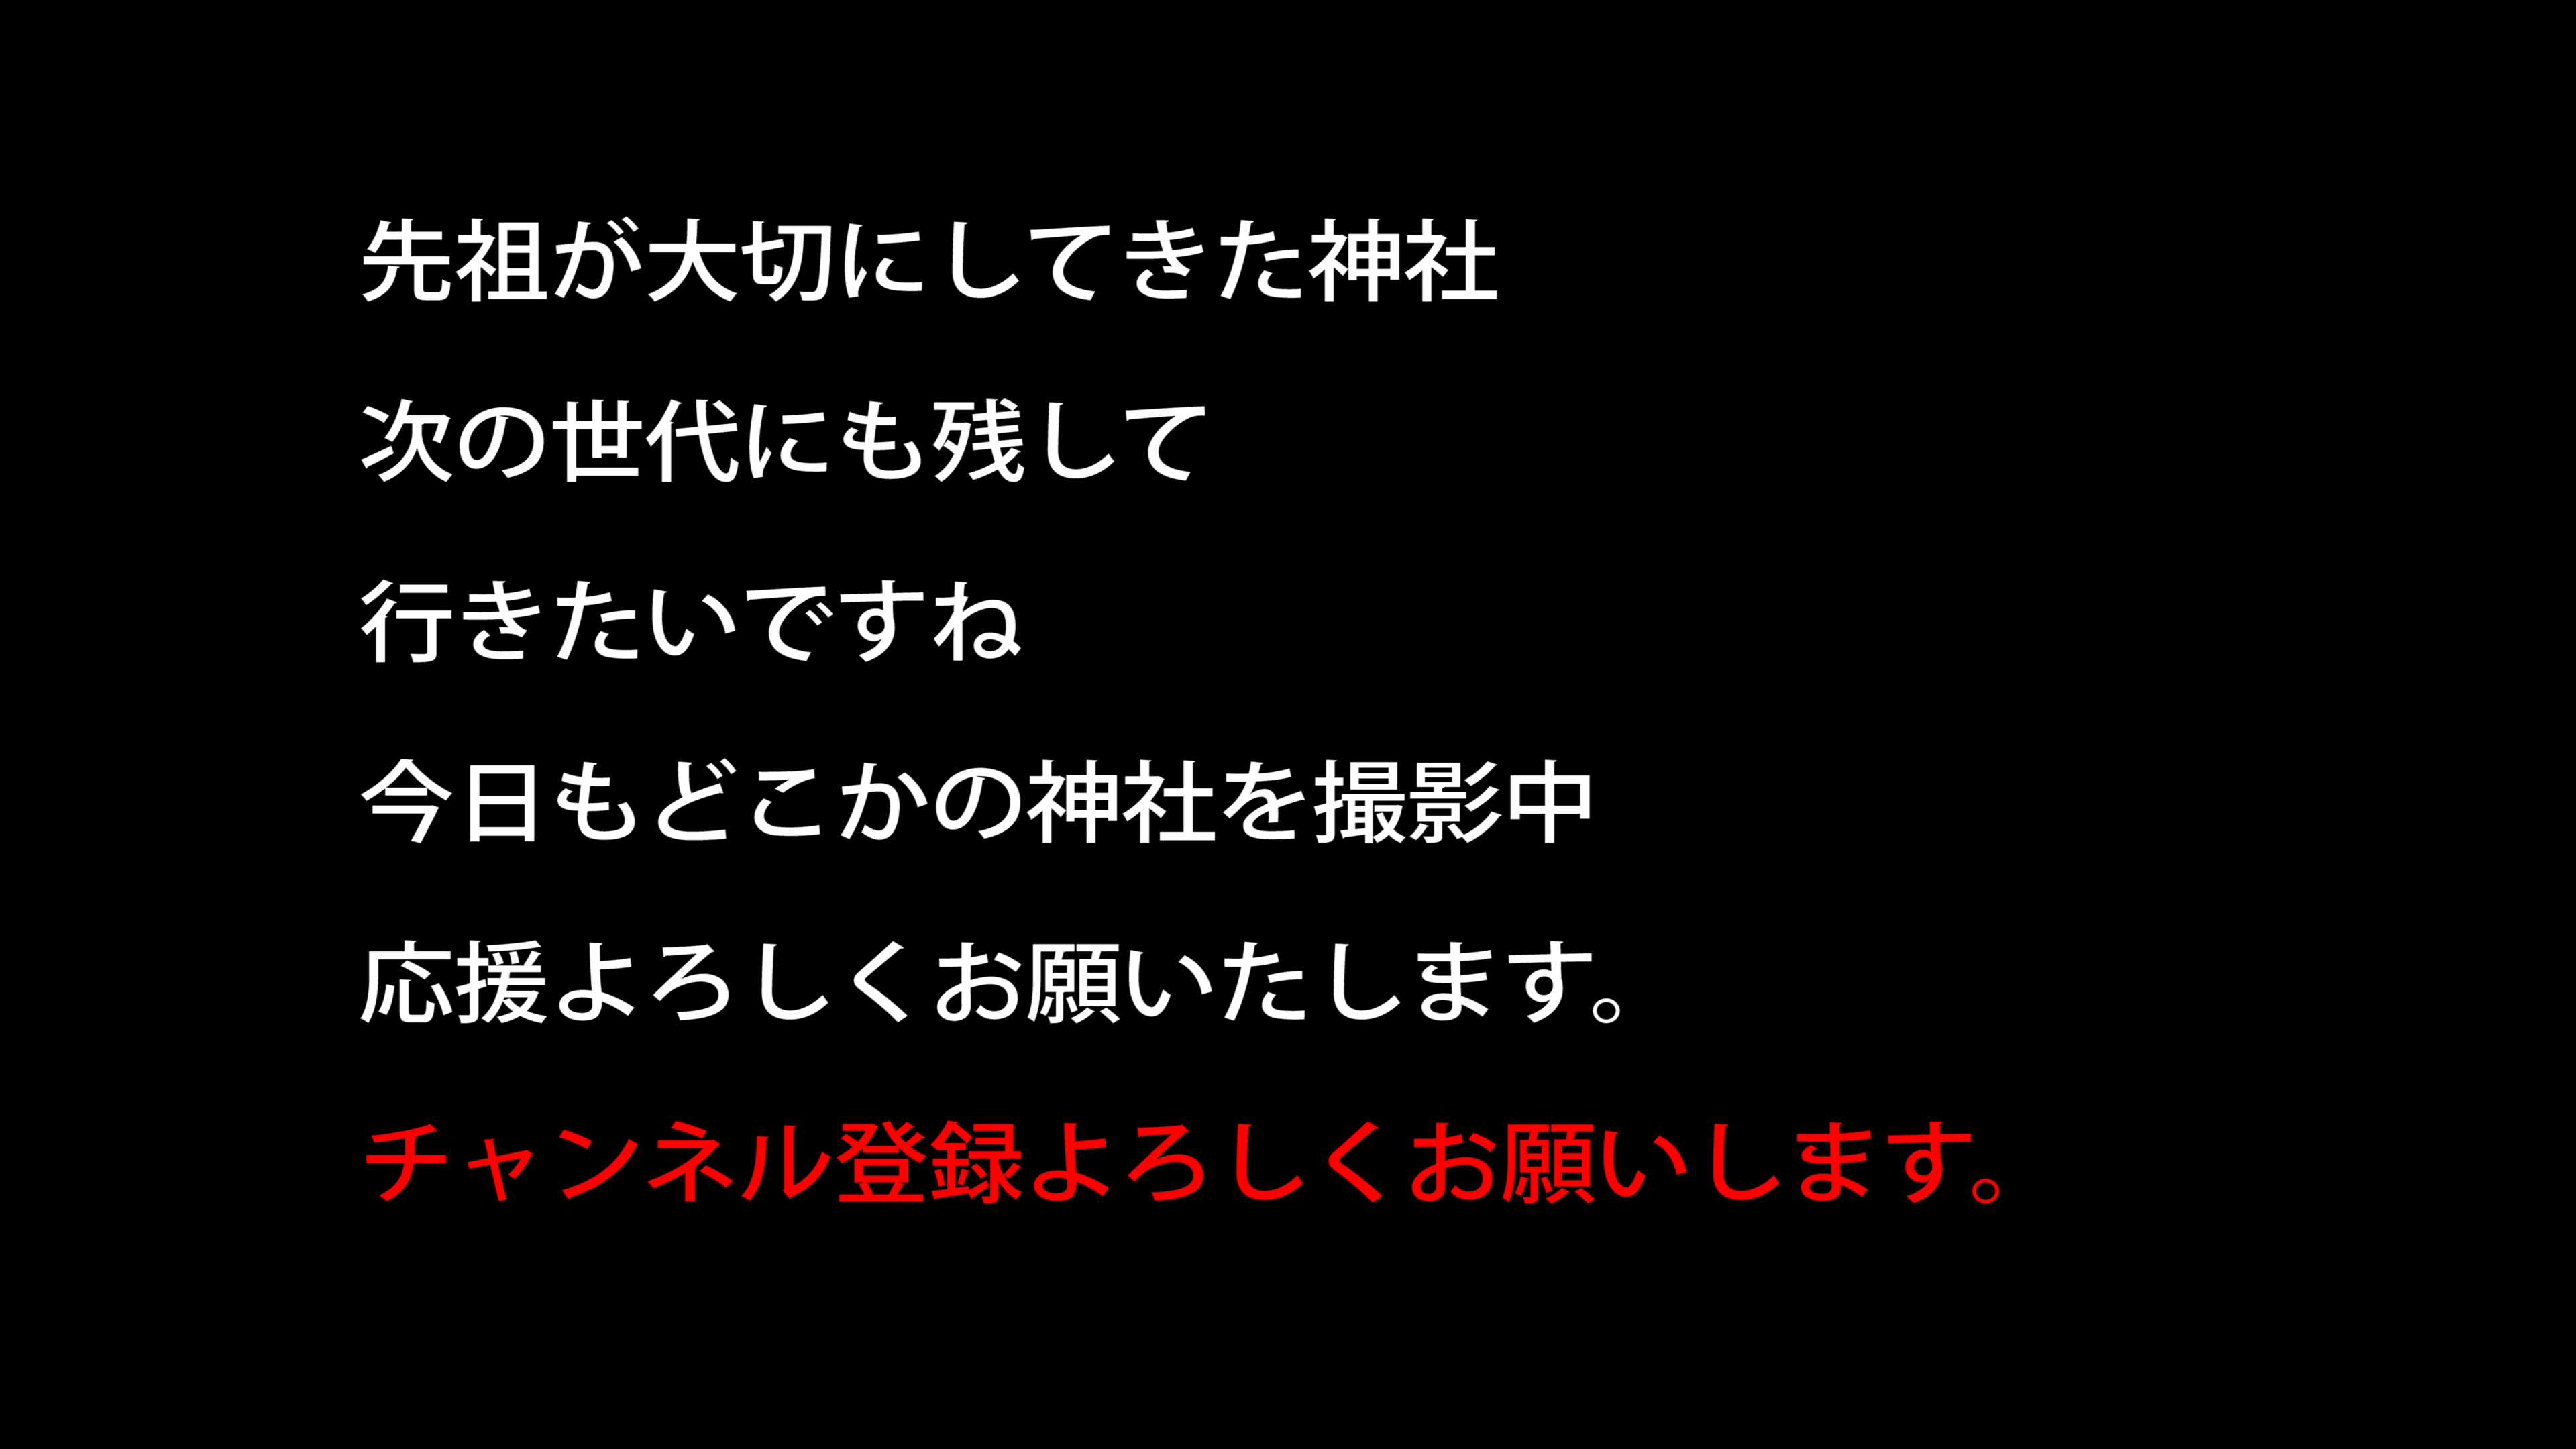 先祖が大切にしてきた神社
次の世代にも残して
行きたいですね
今日もどこかの神社を撮影中
応援よろしくお願いたします。
チャンネル登録よろしくお願いします。